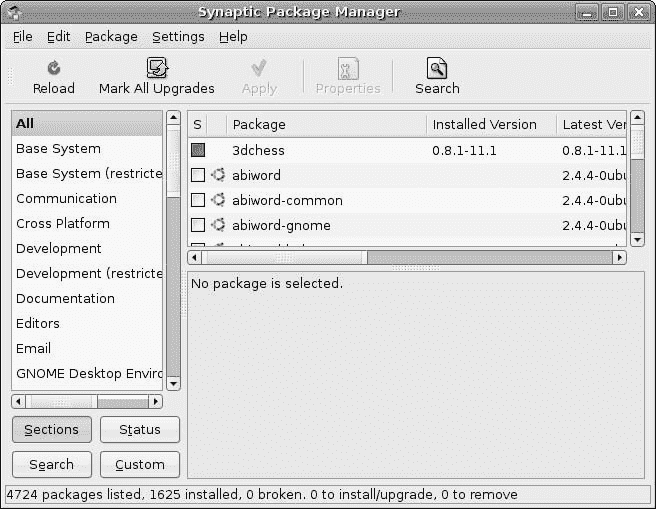 Synaptic Package Manager
File Edit Package Settings Help
Reload Mark All Upgrades Apply Properties Search
All
Base System
Base System (restricte
Communication
Cross Platform
Development
Development (restricte
Documentation
Editors
Email
GNOME Desktop Enviro
Sections Status
Search Custom
S Package Installed Version Latest Ver
3dchess 0.8.1-11.1 0.8.1-11.1
abiword 2.4.4-0ubu
abiword-common 2.4.4-0ubu
abiword-gnome 2.4.4-0ubu
No package is selected.
4724 packages listed, 1625 installed, 0 broken. 0 to install/upgrade, 0 to remove